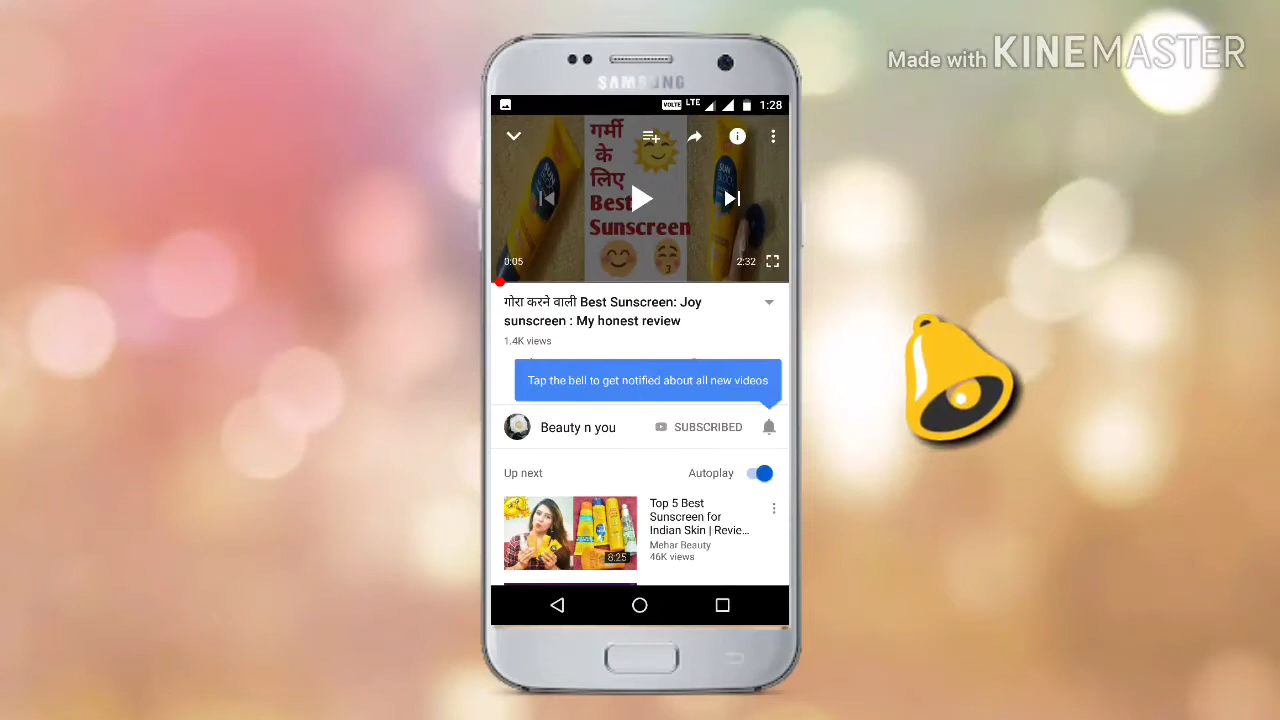 Made with KINEMASTER
SAMSUNG
VOLTE LTE 1:28
गर्मी
के
लिए
Best
Sunscreen
SUN
BLOCK
0:05 2:32
गोरा करने वाली Best Sunscreen: Joy
sunscreen : My honest review
1.4K views
Tap the bell to get notified about all new videos
Beauty n you SUBSCRIBED
Up next Autoplay
Top 5 Best
Sunscreen for
Indian Skin | Revie...
Mehar Beauty
46K views
8:25